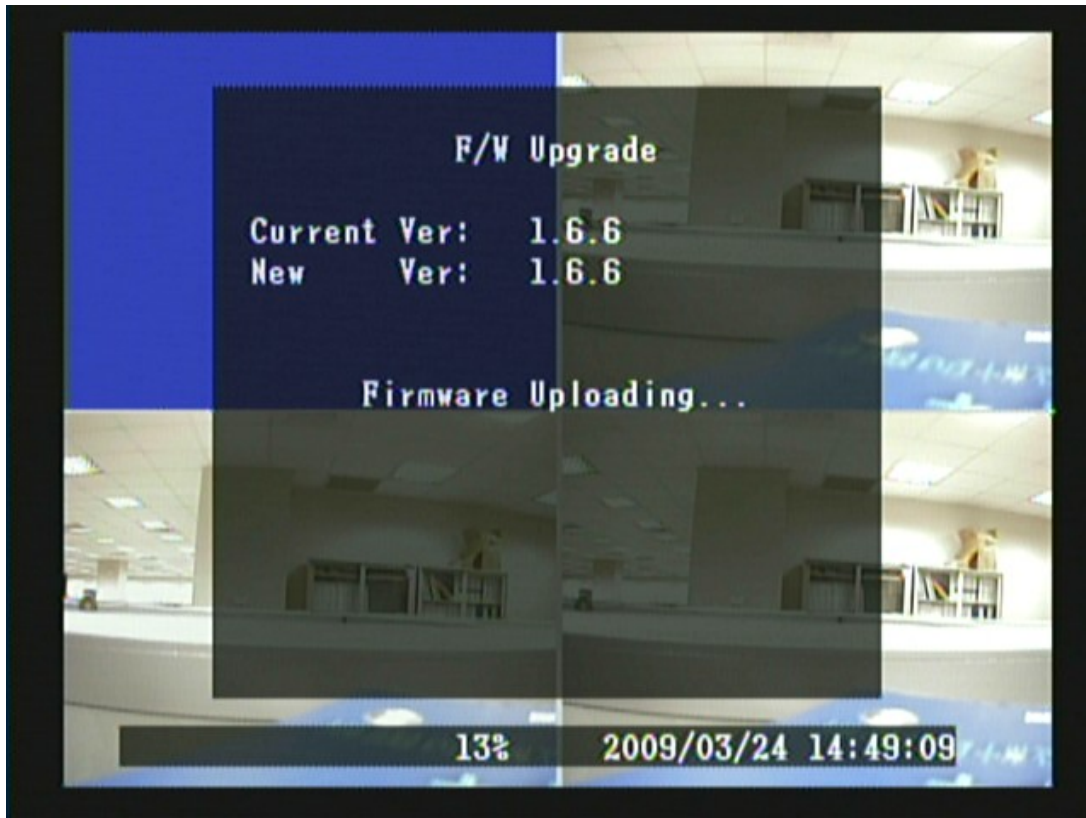 F/W Upgrade
Current Ver: 1.6.6
New Ver: 1.6.6
Firmware Uploading...
13% 2009/03/24 14:49:09